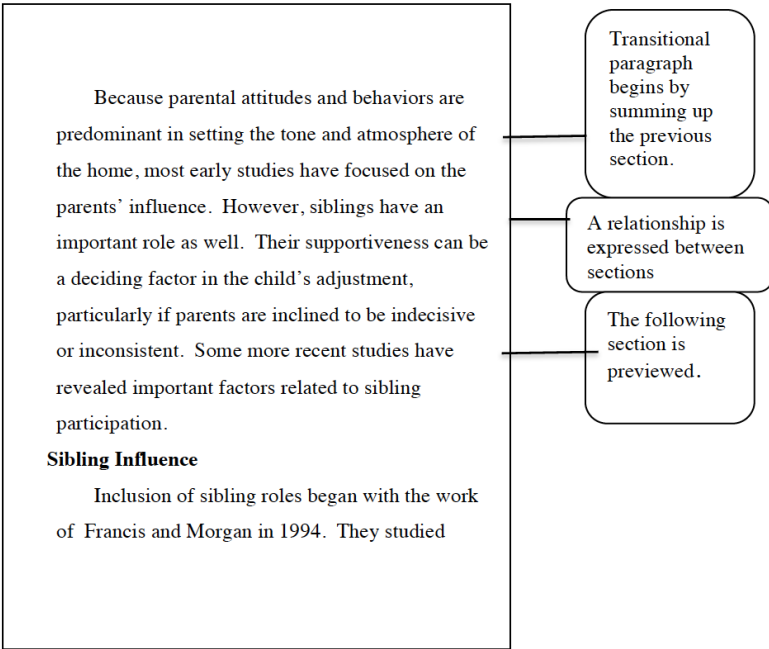 Because parental attitudes and behaviors are
predominant in setting the tone and atmosphere of
the home, most early studies have focused on the
parents' influence.  However, siblings have an
important role as well.  Their supportiveness can be
a deciding factor in the child's adjustment,
particularly if parents are inclined to be indecisive
or inconsistent.  Some more recent studies have
revealed important factors related to sibling
participation.
Sibling Influence
Inclusion of sibling roles began with the work
of  Francis and Morgan in 1994.  They studied
Transitional
paragraph
begins by
summing up
the previous
section.
A relationship is
expressed between
sections
The following
section is
previewed.